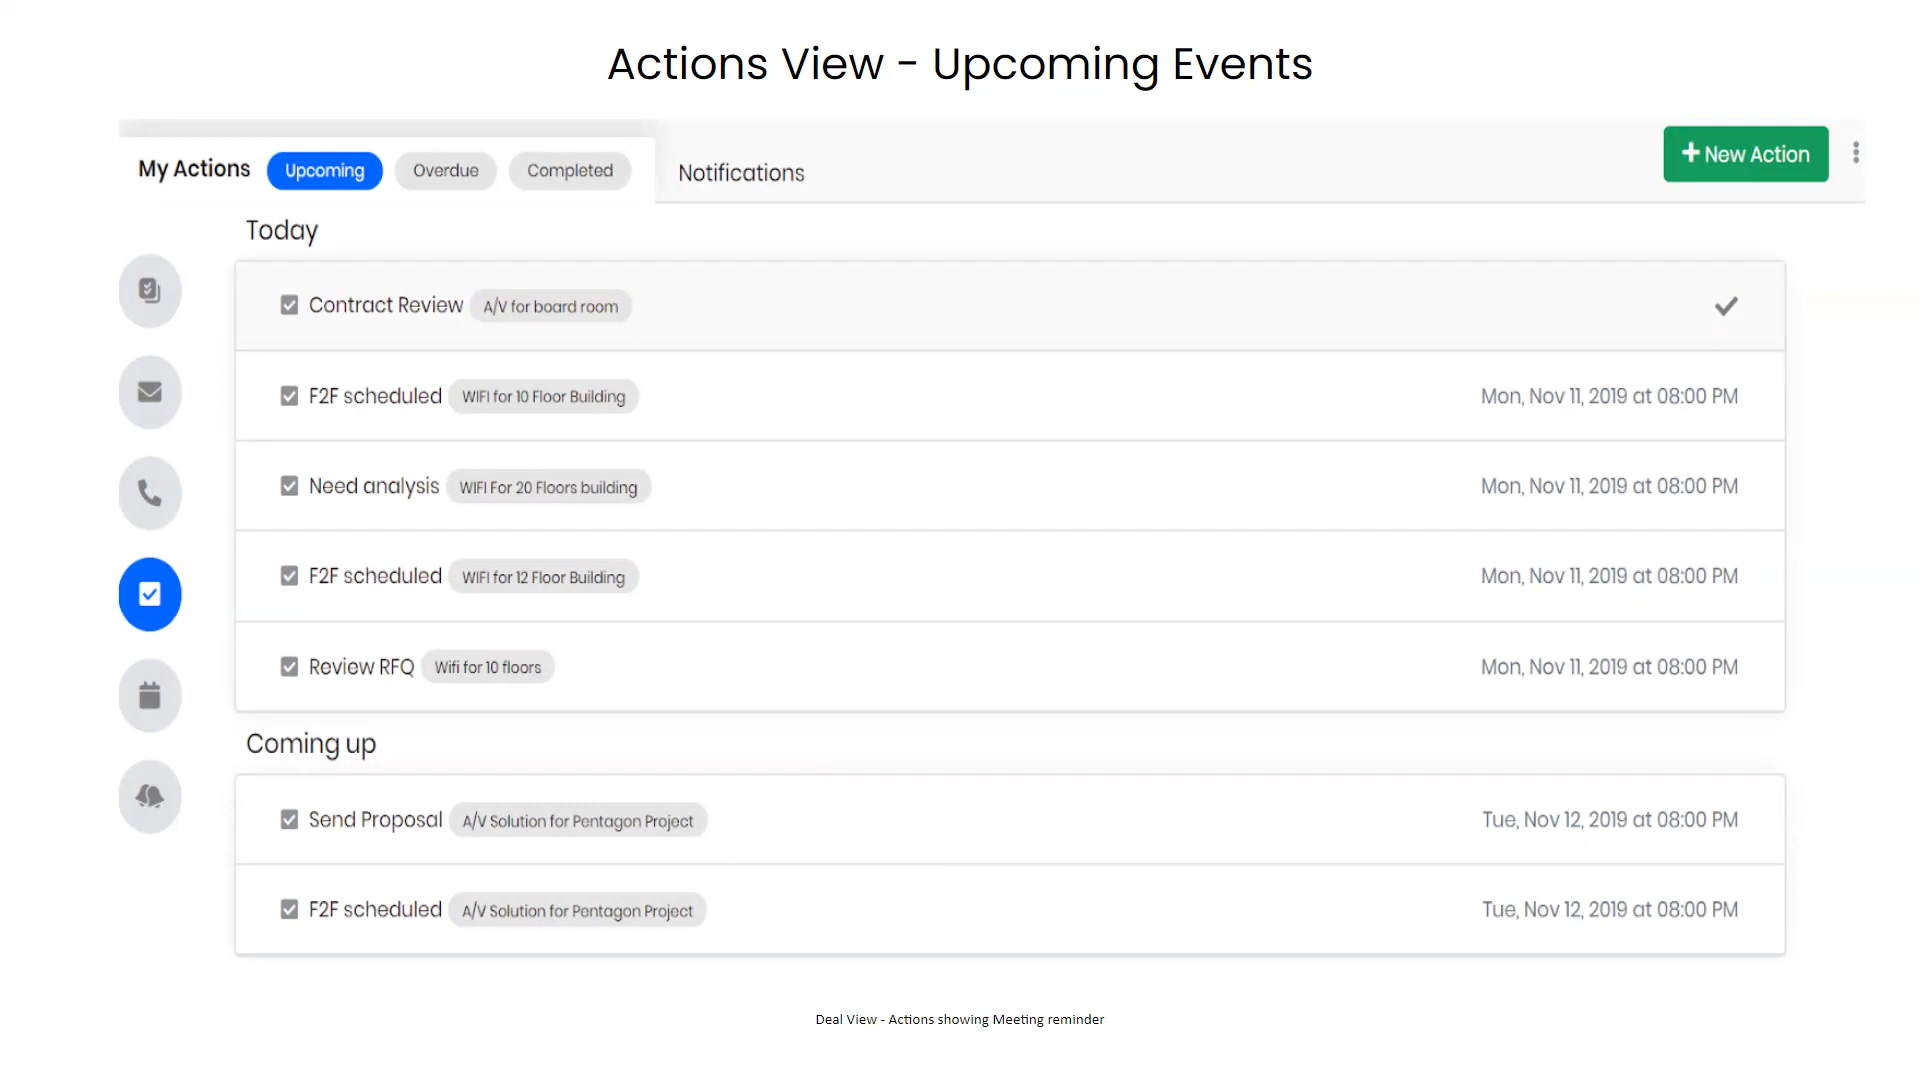 Actions View - Upcoming Events
My Actions Upcoming Overdue Completed Notifications + New Action
Today
Contract Review A/V for board room
F2F scheduled WIFI for 10 Floor Building Mon, Nov 11, 2019 at 08:00 PM
Need analysis WIFI For 20 Floors building Mon, Nov 11, 2019 at 08:00 PM
F2F scheduled WIFI for 12 Floor Building Mon, Nov 11, 2019 at 08:00 PM
Review RFQ Wifi for 10 floors Mon, Nov 11, 2019 at 08:00 PM
Coming up
Send Proposal A/V Solution for Pentagon Project Tue, Nov 12, 2019 at 08:00 PM
F2F scheduled A/V Solution for Pentagon Project Tue, Nov 12, 2019 at 08:00 PM
Deal View - Actions showing Meeting reminder